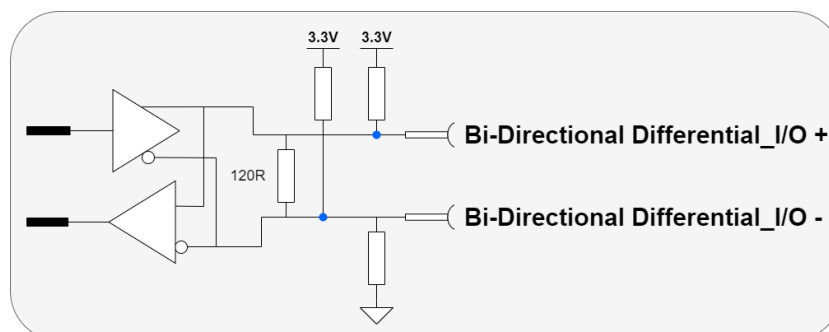 3.3V 3.3V
Bi-Directional Differential_I/O +
120R
Bi-Directional Differential_I/O -